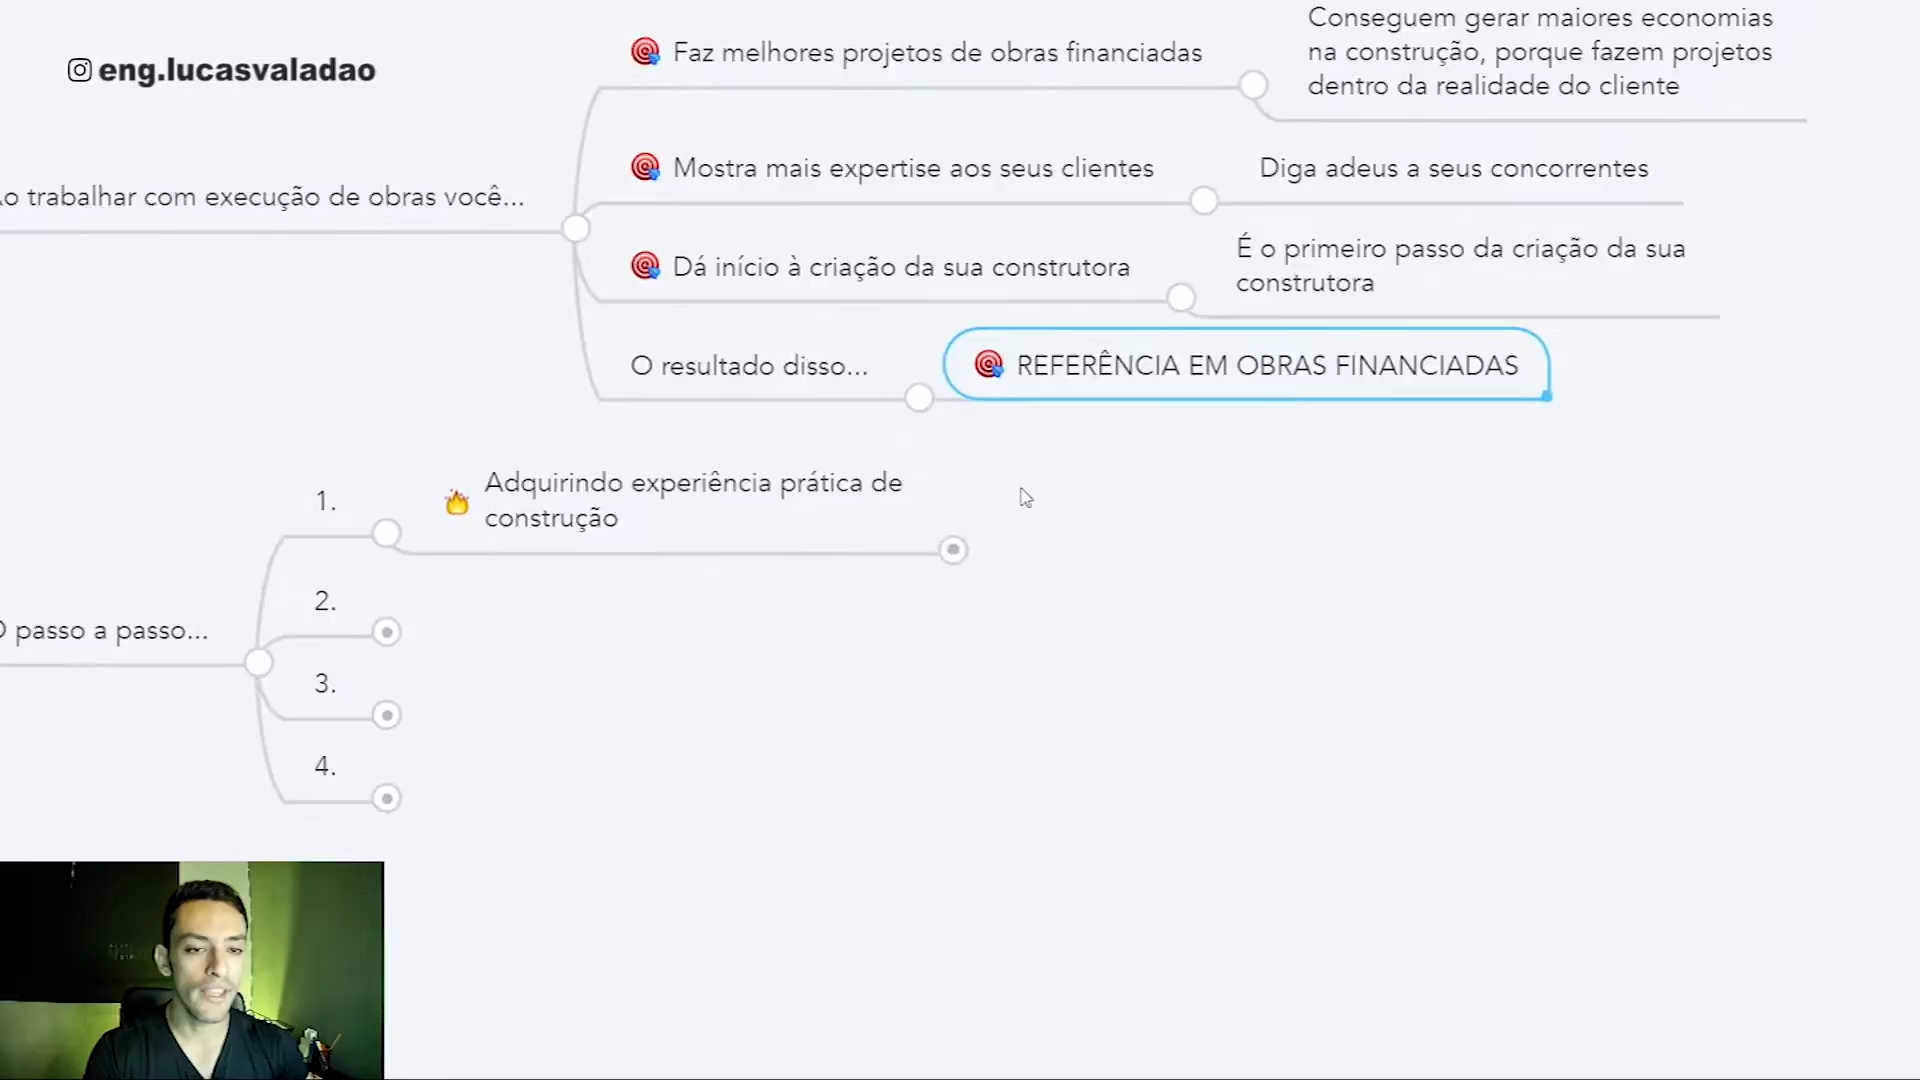 eng.lucasvaladao
Faz melhores projetos de obras financiadas
Conseguem gerar maiores economias
na construção, porque fazem projetos
dentro da realidade do cliente
o trabalhar com execução de obras você...
Mostra mais expertise aos seus clientes
Diga adeus a seus concorrentes
Dá início à criação da sua construtora
É o primeiro passo da criação da sua
construtora
O resultado disso...
REFERÊNCIA EM OBRAS FINANCIADAS
O passo a passo...
1.
Adquirindo experiência prática de
construção
2.
3.
4.